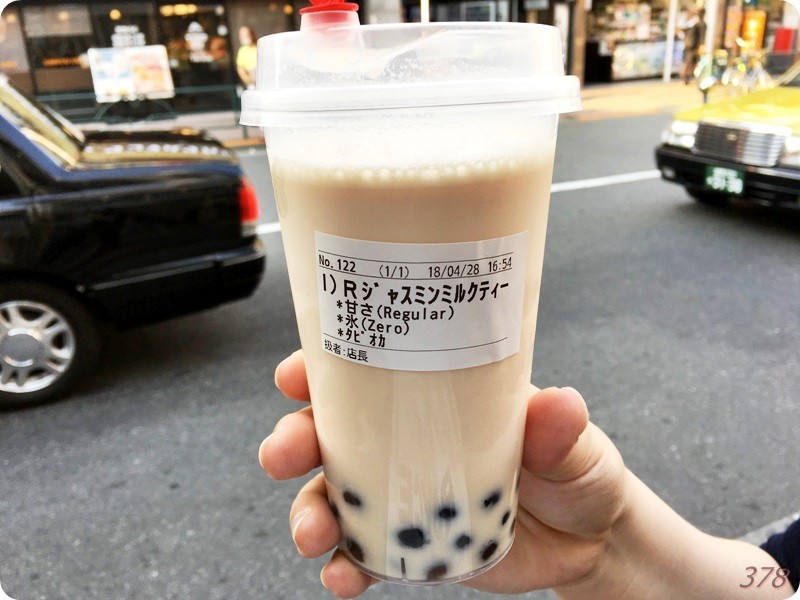 No. 122 (1/1) 18/04/28 16:54
1) Rジャスミンミルクティー
*甘さ(Regular)
*氷(Zero)
*タピオカ
扱者:店長
378